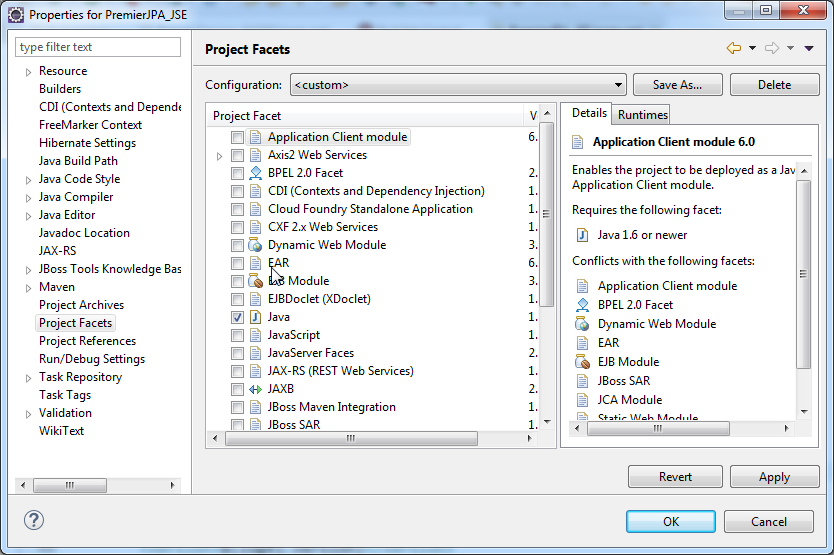 Properties for PremierJPA_JSE
type filter text
Resource
Builders
CDI (Contexts and Depende
FreeMarker Context
Hibernate Settings
Java Build Path
Java Code Style
Java Compiler
Java Editor
Javadoc Location
JAX-RS
JBoss Tools Knowledge Bas
Maven
Project Archives
Project Facets
Project References
Run/Debug Settings
Task Repository
Task Tags
Validation
WikiText
Project Facets
Configuration: <custom> Save As... Delete
Project Facet V
Application Client module 6.
Axis2 Web Services
BPEL 2.0 Facet 2.
CDI (Contexts and Dependency Injection) 1.
Cloud Foundry Standalone Application 1.
CXF 2.x Web Services 1.
Dynamic Web Module 3.
EAR 6.
EJB Module 3.
EJBDoclet (XDoclet) 1.
Java 1.
JavaScript 1.
JavaServer Faces 2.
JAX-RS (REST Web Services) 1.
JAXB 2.
JBoss Maven Integration 1.
JBoss SAR 1.
Details Runtimes
Application Client module 6.0
Enables the project to be deployed as a Jav
Application Client module.
Requires the following facet:
Java 1.6 or newer
Conflicts with the following facets:
Application Client module
BPEL 2.0 Facet
Dynamic Web Module
EAR
EJB Module
JBoss SAR
JCA Module
Static Web Module
Revert Apply
OK Cancel